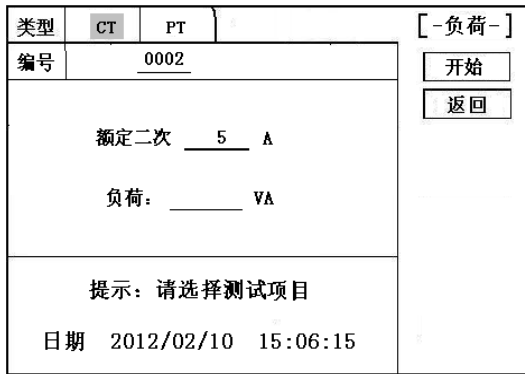 类型 CT PT [-负荷-]
编号 0002 开始
返回
额定二次 5 A
负荷: VA
提示: 请选择测试项目
日期 2012/02/10 15:06:15